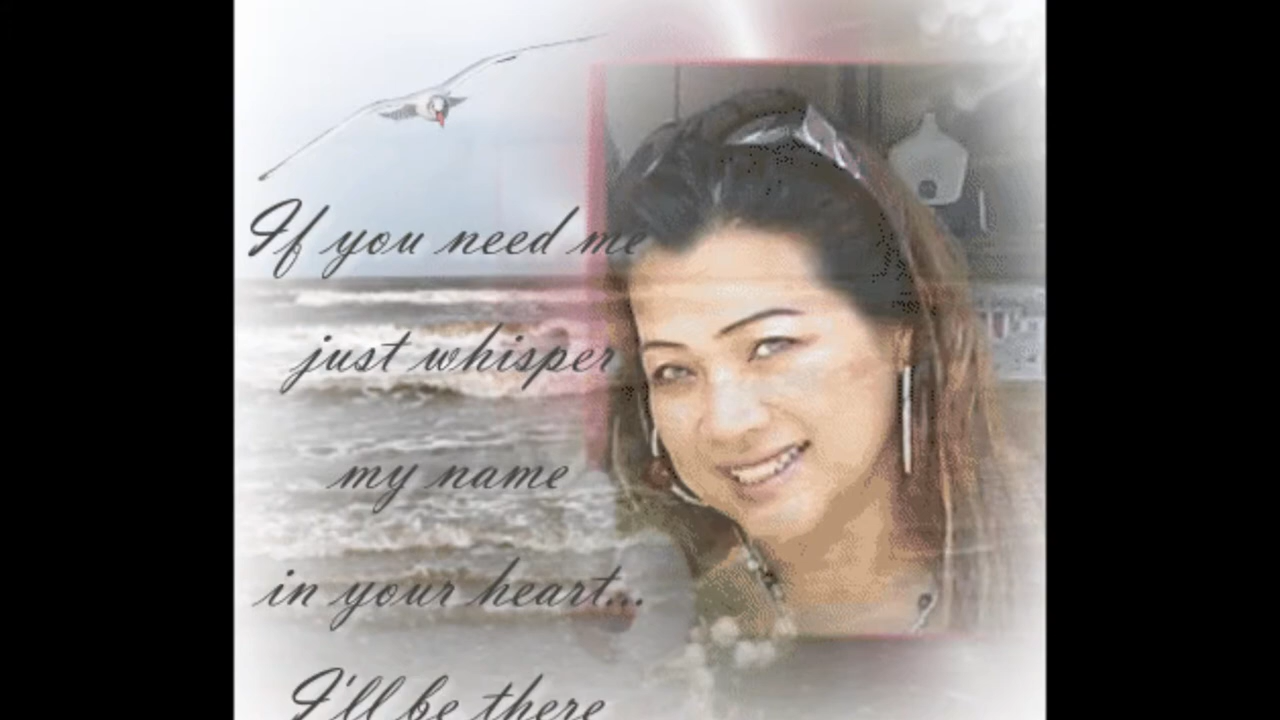 If you need me
just whisper
my name
in your heart...
I'll be there